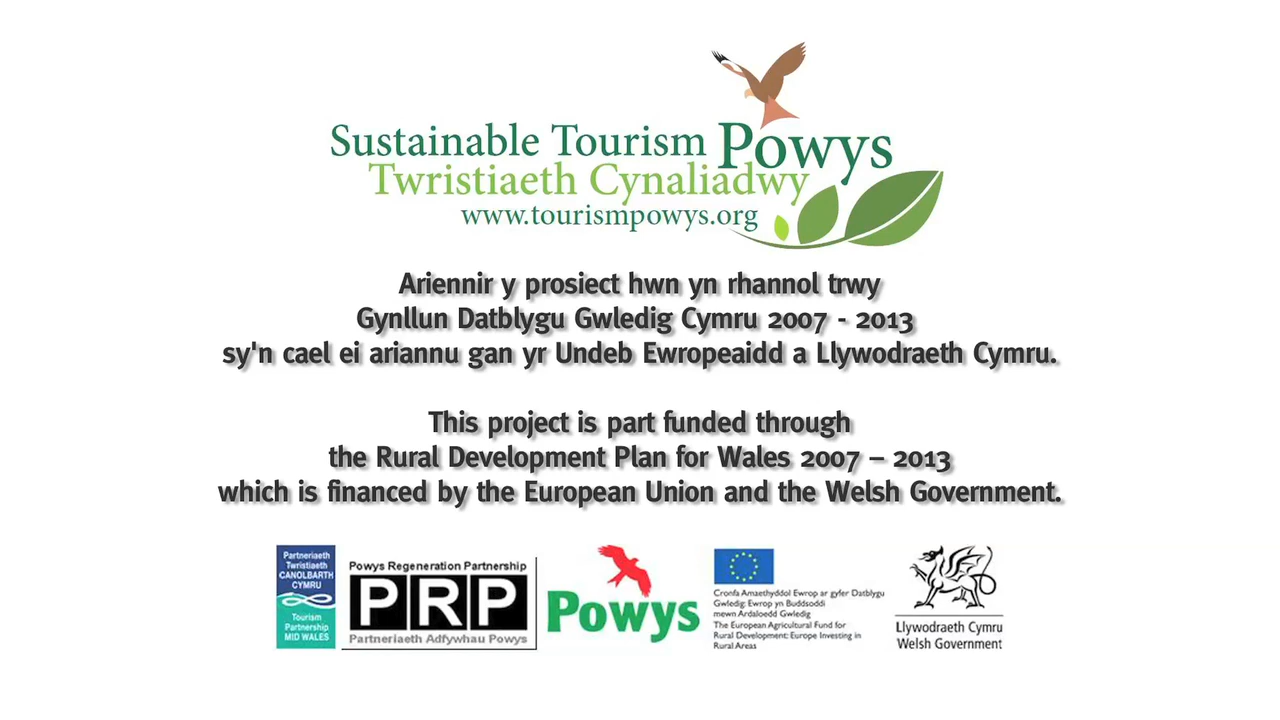 Sustainable Tourism Powys
Twristiaeth Cynaliadwy
www.tourismpowys.org
Ariennir y prosiect hwn yn rhannol trwy
Gynllun Datblygu Gwledig Cymru 2007 - 2013
sy'n cael ei ariannu gan yr Undeb Ewropeaidd a Llywodraeth Cymru.
This project is part funded through
the Rural Development Plan for Wales 2007 – 2013
which is financed by the European Union and the Welsh Government.
Partneriaeth
Twristiaeth
CANOLBARTH
CYMRU
Tourism
Partnership
MID WALES
Powys Regeneration Partnership
PRP
Partneriaeth Adfywhau Powys
Powys
Cronfa Amaethyddol Ewrop ar gyfer Datblygu
Gwledig: Ewrop yn Buddsoddi
mewn Ardaloedd Gwledig
The European Agricultural Fund for
Rural Development: Europe Investing in
Rural Areas
Llywodraeth Cymru
Welsh Government